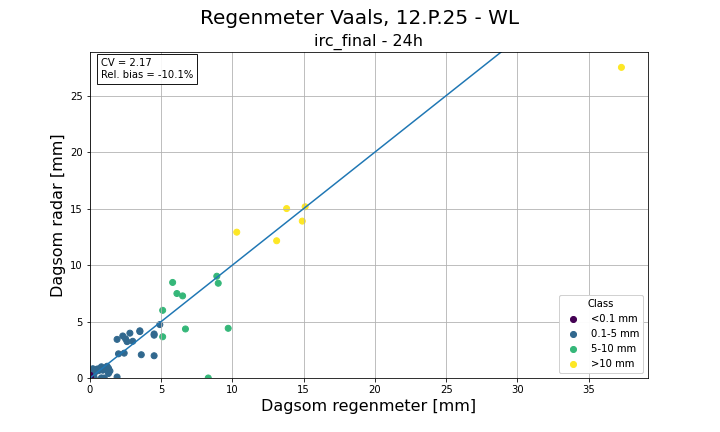 Regenmeter Vaals, 12.P.25 - WL
irc_final - 24h
CV = 2.17
Rel. bias = -10.1%
Dagsom radar [mm]
25
20
15
10
5
0
0 5 10 15 20 25 30 35
Dagsom regenmeter [mm]
Class
<0.1 mm
0.1-5 mm
5-10 mm
>10 mm